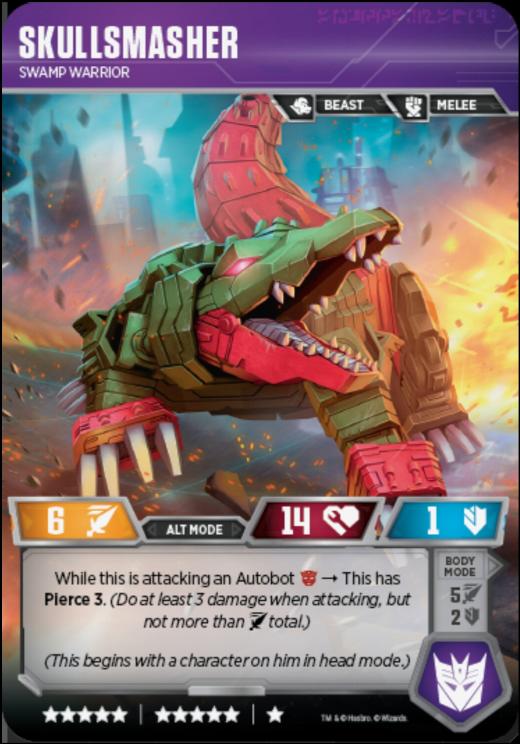 SKULLSMASHER
SWAMP WARRIOR
BEAST
MELEE
6
ALT MODE
14
1
While this is attacking an Autobot → This has
Pierce 3. (Do at least 3 damage when attacking, but
not more than total.)
(This begins with a character on him in head mode.)
BODY
MODE
5
2
★★★★★ | ★★★★★ | ★
TM & © Hasbro. © Wizards.